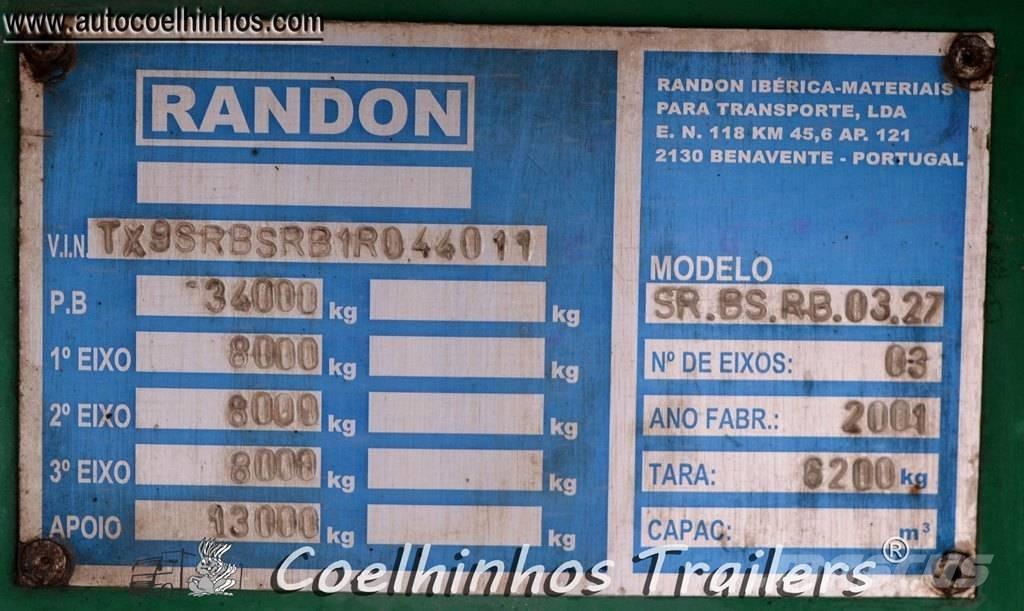 www.autocoelhinhos.com
RANDON
V.I.N. TX9SRBSRB1R044011
P.B 34000 kg kg
1º EIXO 8000 kg kg
2º EIXO 8000 kg kg
3º EIXO 8000 kg kg
APOIO 13000 kg kg
RANDON IBÉRICA-MATERIAIS
PARA TRANSPORTE, LDA
E. N. 118 KM 45,6 AP. 121
2130 BENAVENTE - PORTUGAL
MODELO
SR.BS.RB.03.27
Nº DE EIXOS: 03
ANO FABR.: 2001
TARA: 6200 kg
CAPAC: m³
Coelhinhos Trailers®